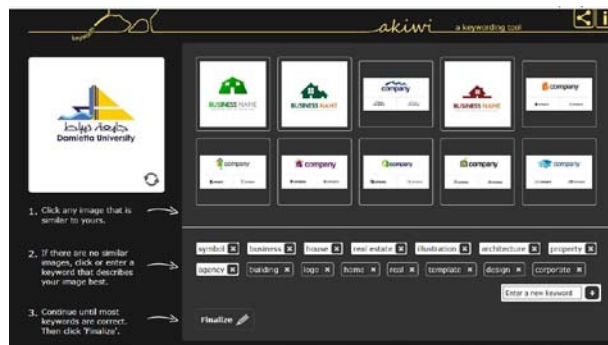 akiwi
a keywording tool
جامعة دمياط
Damietta University
BUSINESS NAME
BUSINESS NAME
company
BUSINESS NAME
company
company
company
company
company
company
1. Click any image that is
similar to yours.
2. If there are no similar
images, click or enter a
keyword that describes
your image best.
3. Continue until most
keywords are correct.
Then click 'Finalize'.
symbol x business x house x real estate x illustration x architecture x property x
agency x building x logo x home x real x template x design x corporate x
Enter a new keyword +
Finalize